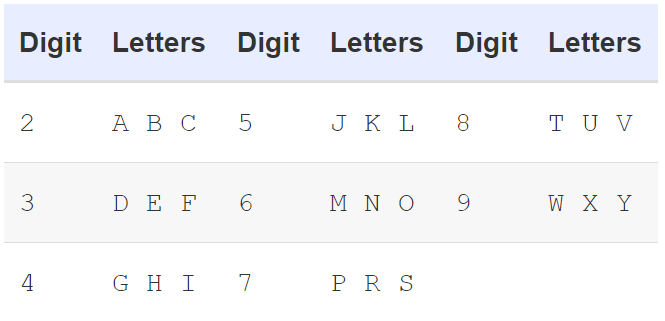 Digit Letters Digit Letters Digit Letters
2 A B C 5 J K L 8 T U V
3 D E F 6 M N O 9 W X Y
4 G H I 7 P R S